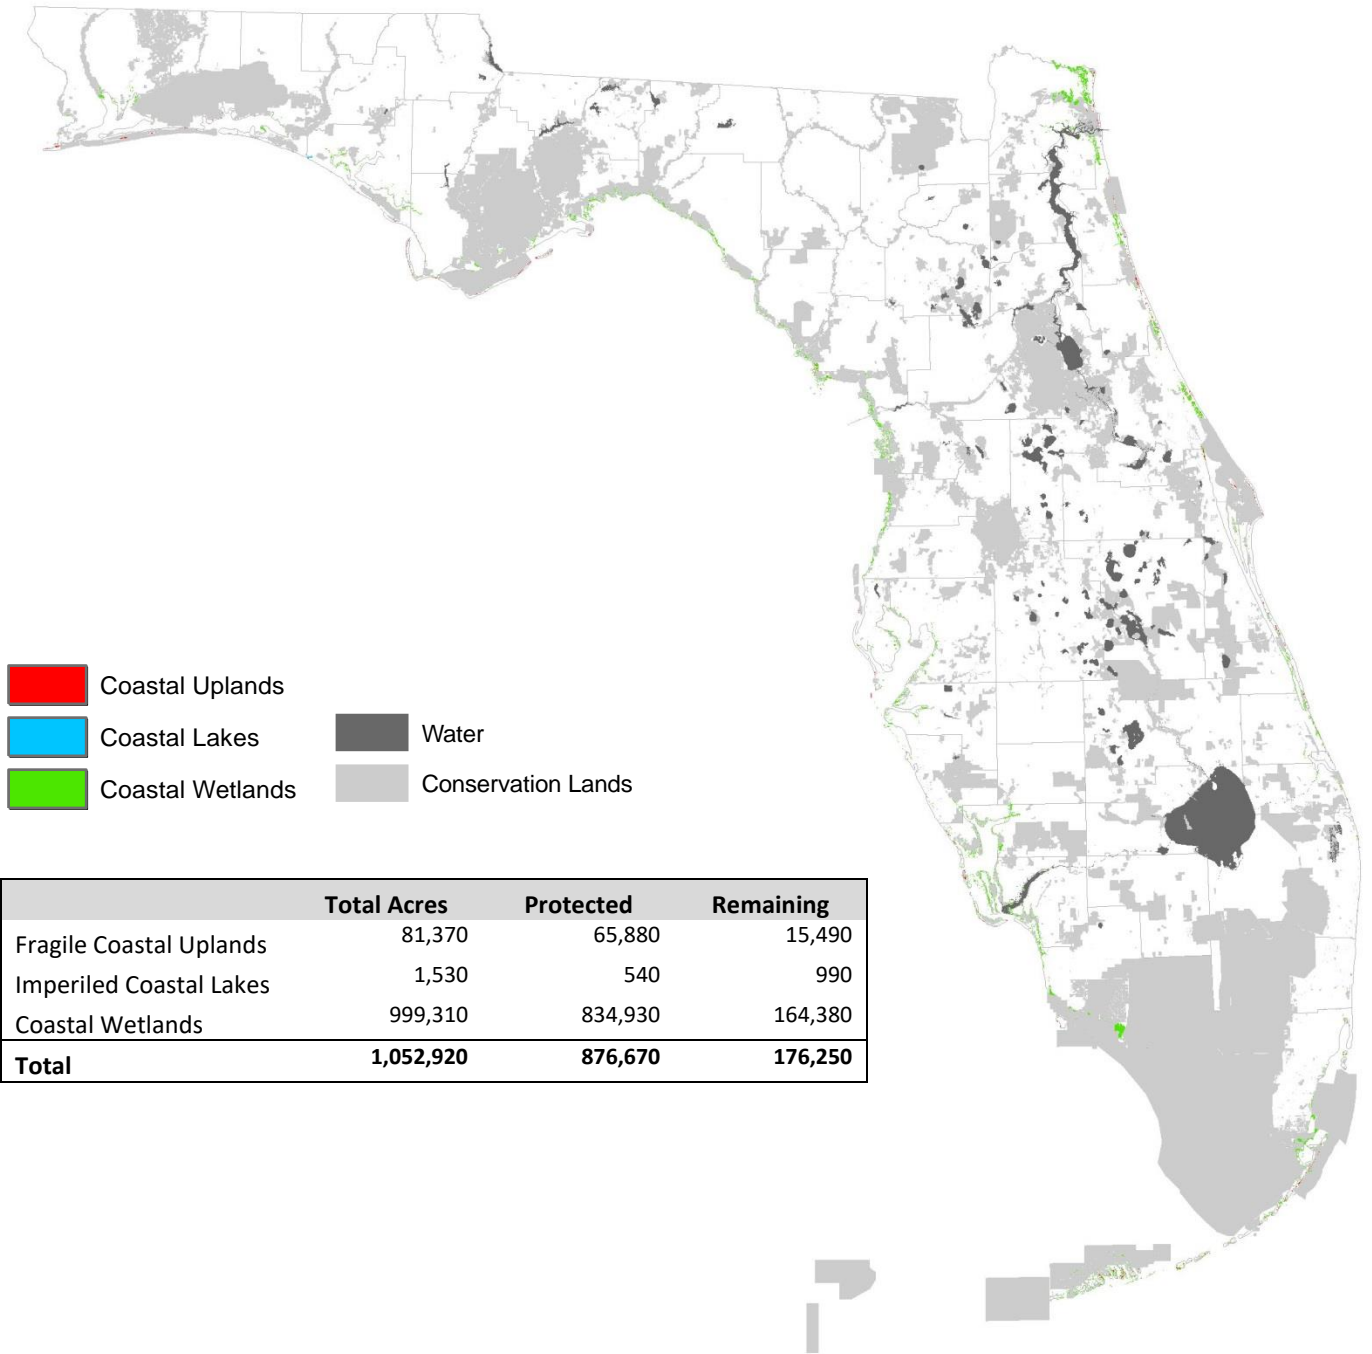 Coastal Uplands
Coastal Lakes
Coastal Wetlands
Water
Conservation Lands
Total Acres Protected Remaining
Fragile Coastal Uplands 81,370 65,880 15,490
Imperiled Coastal Lakes 1,530 540 990
Coastal Wetlands 999,310 834,930 164,380
Total 1,052,920 876,670 176,250